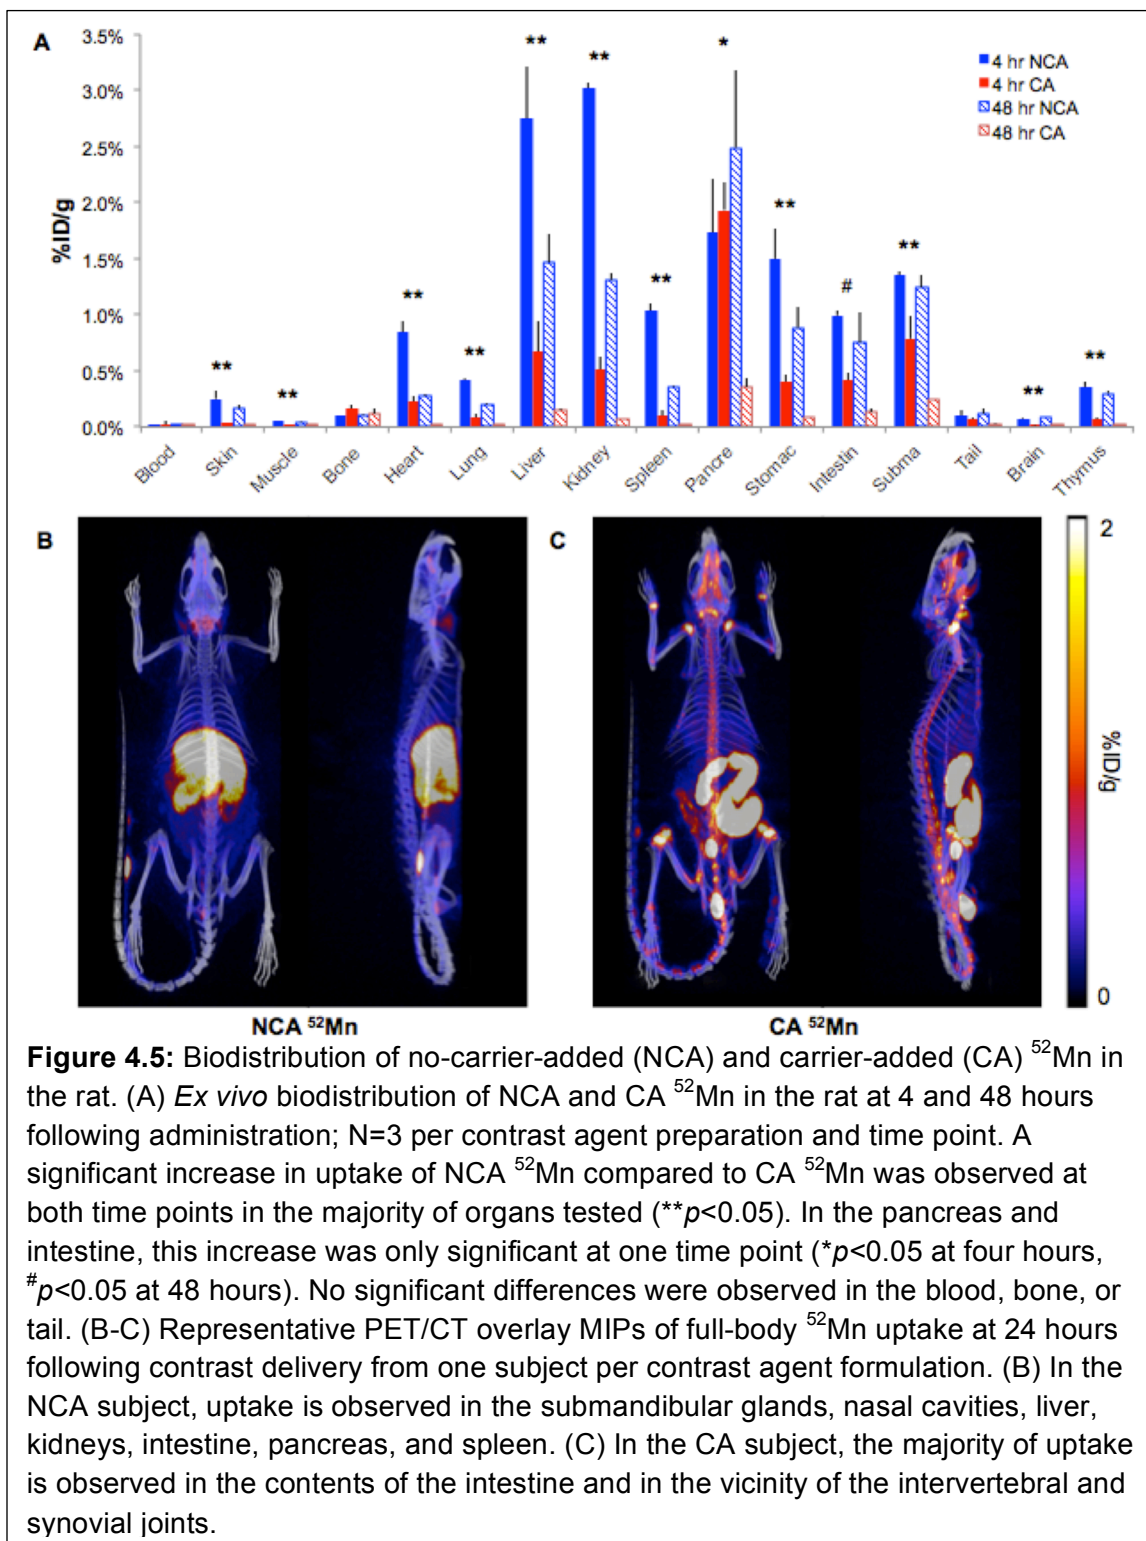 A
3.5%
3.0%
2.5%
2.0%
1.5%
1.0%
0.5%
0.0%
%ID/g
** ** ** ** ** ** ** * ** # ** ** **
4 hr NCA
4 hr CA
48 hr NCA
48 hr CA
Blood Skin Muscle Bone Heart Lung Liver Kidney Spleen Pancre Stomac Intestin Subma Tail Brain Thymus
B
C
2
%ID/g
0
NCA ⁵²Mn
CA ⁵²Mn
Figure 4.5: Biodistribution of no-carrier-added (NCA) and carrier-added (CA) ⁵²Mn in
the rat. (A) Ex vivo biodistribution of NCA and CA ⁵²Mn in the rat at 4 and 48 hours
following administration; N=3 per contrast agent preparation and time point. A
significant increase in uptake of NCA ⁵²Mn compared to CA ⁵²Mn was observed at
both time points in the majority of organs tested (**p<0.05). In the pancreas and
intestine, this increase was only significant at one time point (*p<0.05 at four hours,
#p<0.05 at 48 hours). No significant differences were observed in the blood, bone, or
tail. (B-C) Representative PET/CT overlay MIPs of full-body ⁵²Mn uptake at 24 hours
following contrast delivery from one subject per contrast agent formulation. (B) In the
NCA subject, uptake is observed in the submandibular glands, nasal cavities, liver,
kidneys, intestine, pancreas, and spleen. (C) In the CA subject, the majority of uptake
is observed in the contents of the intestine and in the vicinity of the intervertebral and
synovial joints.